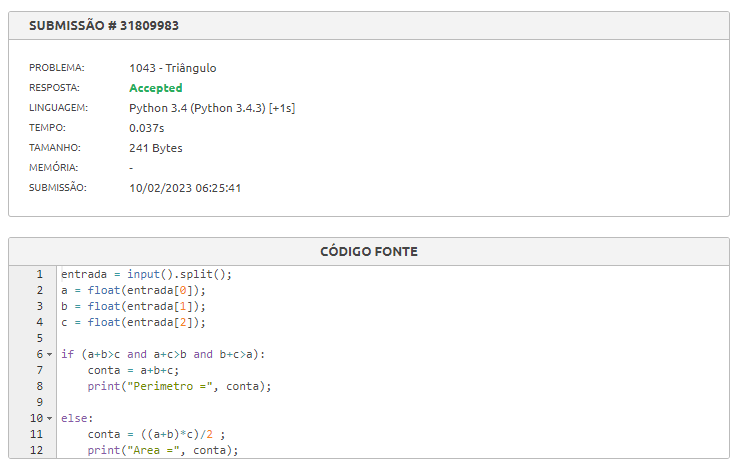 SUBMISSÃO # 31809983
PROBLEMA: 1043 - Triângulo
RESPOSTA: Accepted
LINGUAGEM: Python 3.4 (Python 3.4.3) [+1s]
TEMPO: 0.037s
TAMANHO: 241 Bytes
MEMÓRIA: -
SUBMISSÃO: 10/02/2023 06:25:41
CÓDIGO FONTE
1 entrada = input().split();
2 a = float(entrada[0]);
3 b = float(entrada[1]);
4 c = float(entrada[2]);
5
6 if (a+b>c and a+c>b and b+c>a):
7     conta = a+b+c;
8     print("Perimetro =", conta);
9
10 else:
11     conta = ((a+b)*c)/2 ;
12     print("Area =", conta);